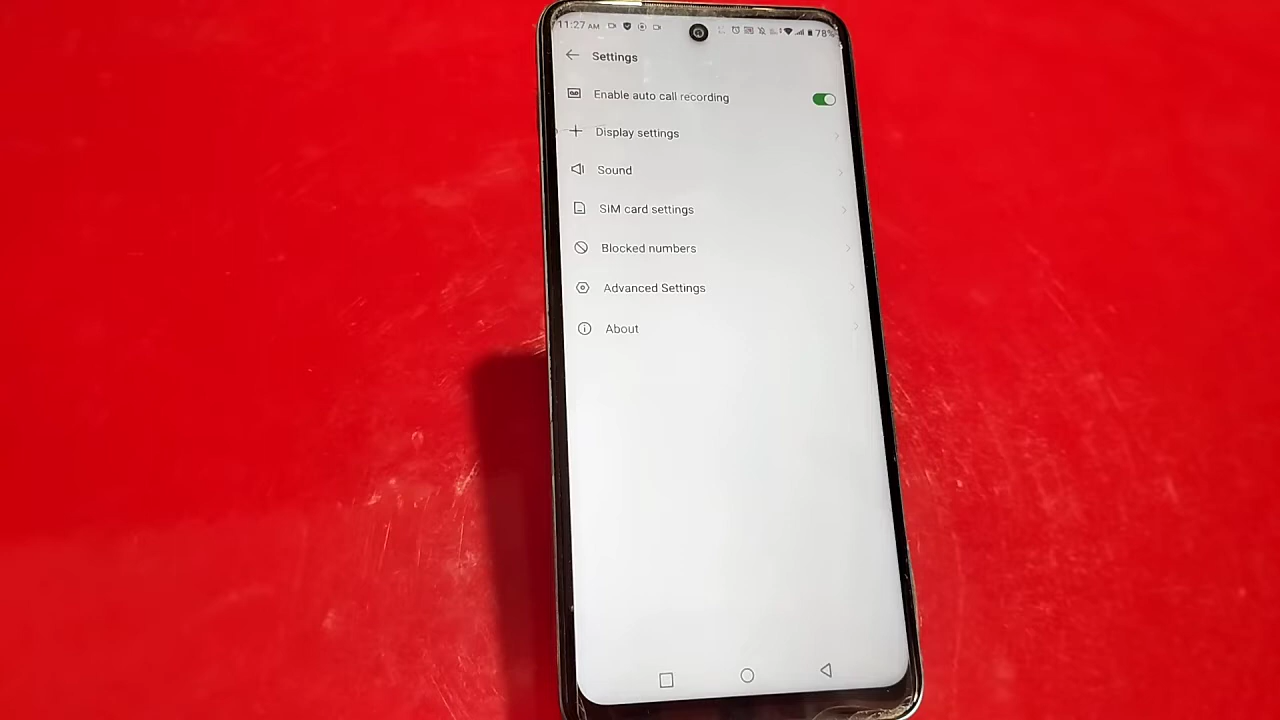 11:27 AM 78%
Settings
Enable auto call recording
Display settings
Sound
SIM card settings
Blocked numbers
Advanced Settings
About